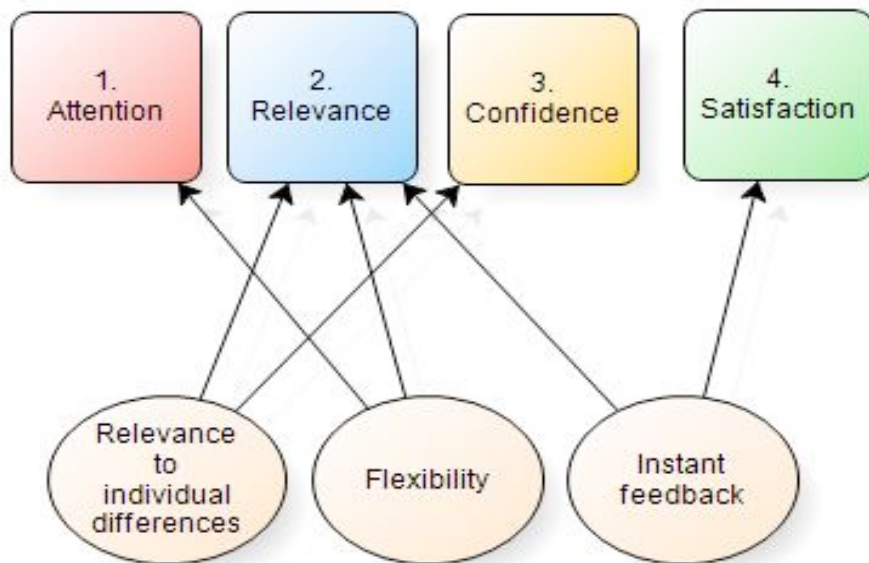 1.
Attention
2.
Relevance
3.
Confidence
4.
Satisfaction
Relevance
to
individual
differences
Flexibility
Instant
feedback